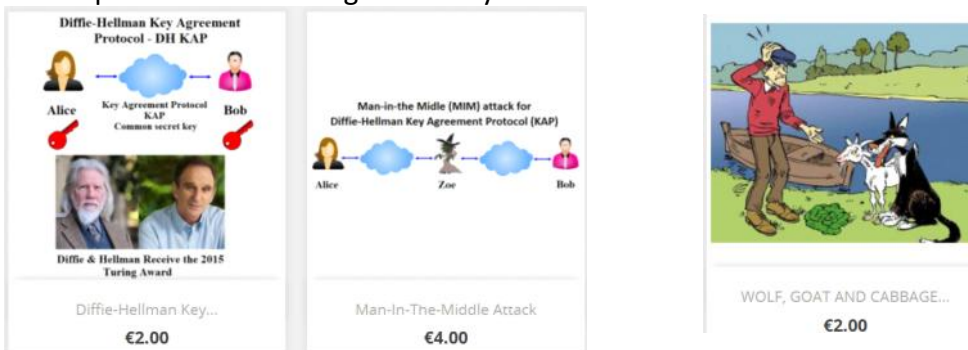 Diffie-Hellman Key Agreement
Protocol - DH KAP
Alice
Key Agreement Protocol
KAP
Common secret key
Bob
Diffie & Hellman Receive the 2015
Turing Award
Diffie-Hellman Key...
€2.00
Man-in-the Midle (MIM) attack for
Diffie-Hellman Key Agreement Protocol (KAP)
Alice
Zoe
Bob
Man-In-The-Middle Attack
€4.00
WOLF, GOAT AND CABBAGE...
€2.00